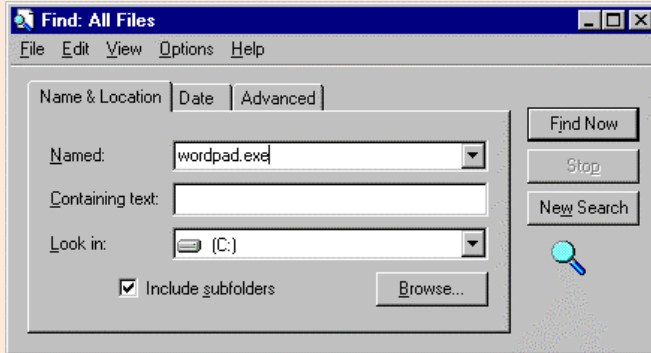 Find: All Files
File Edit View Options Help
Name & Location Date Advanced
Named: wordpad.exe
Containing text:
Look in: (C:)
Include subfolders
Browse...
Find Now
Stop
New Search